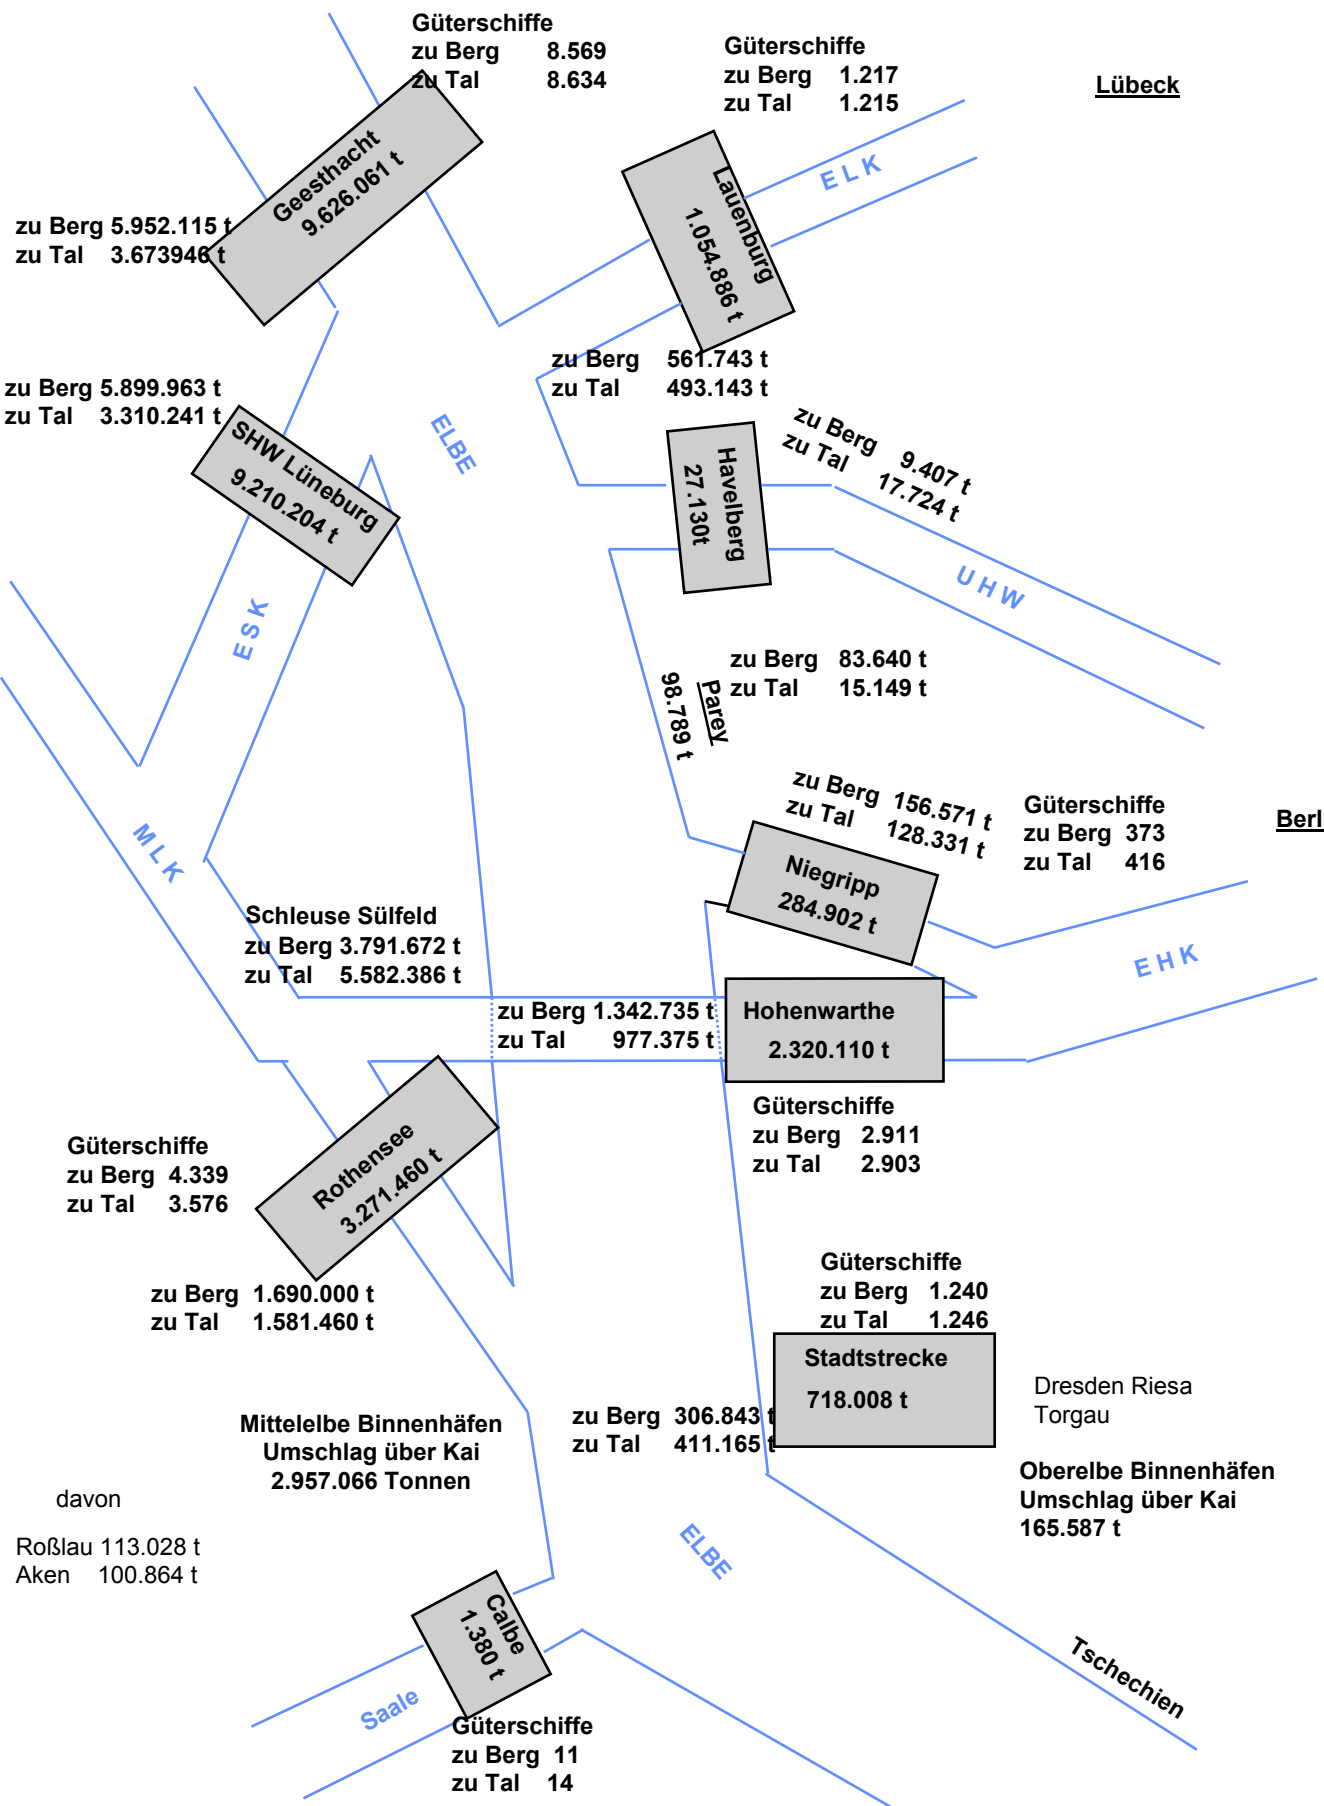 Güterschiffe
zu Berg 8.569
zu Tal 8.634
Güterschiffe
zu Berg 1.217
zu Tal 1.215
Lübeck
Geesthacht
9.626.061 t
zu Berg 5.952.115 t
zu Tal 3.673946 t
Lauenburg
1.054.886 t
ELK
zu Berg 561.743 t
zu Tal 493.143 t
zu Berg 5.899.963 t
zu Tal 3.310.241 t
SHW Lüneburg
9.210.204 t
ELBE
Havelberg
27.130t
zu Berg 9.407 t
zu Tal 17.724 t
UHW
ESK
zu Berg 83.640 t
zu Tal 15.149 t
Parey
98.789 t
MLK
zu Berg 156.571 t
zu Tal 128.331 t
Güterschiffe
zu Berg 373
zu Tal 416
Berl
Niegripp
284.902 t
EHK
Schleuse Sülfeld
zu Berg 3.791.672 t
zu Tal 5.582.386 t
zu Berg 1.342.735 t
zu Tal 977.375 t
Hohenwarthe
2.320.110 t
Güterschiffe
zu Berg 2.911
zu Tal 2.903
Güterschiffe
zu Berg 4.339
zu Tal 3.576
Rothensee
3.271.460 t
zu Berg 1.690.000 t
zu Tal 1.581.460 t
Güterschiffe
zu Berg 1.240
zu Tal 1.246
Stadtstrecke
718.008 t
zu Berg 306.843 t
zu Tal 411.165 t
Dresden Riesa
Torgau
Oberelbe Binnenhäfen
Umschlag über Kai
165.587 t
Mittelelbe Binnenhäfen
Umschlag über Kai
2.957.066 Tonnen
davon
Roßlau 113.028 t
Aken 100.864 t
ELBE
Calbe
1.380 t
Saale
Tschechien
Güterschiffe
zu Berg 11
zu Tal 14